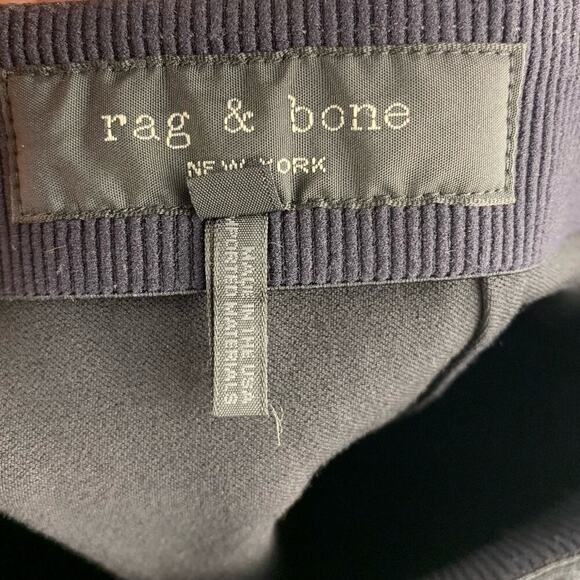 rag & bone
NEW YORK
MADE IN THE USA
IMPORTED MATERIALS